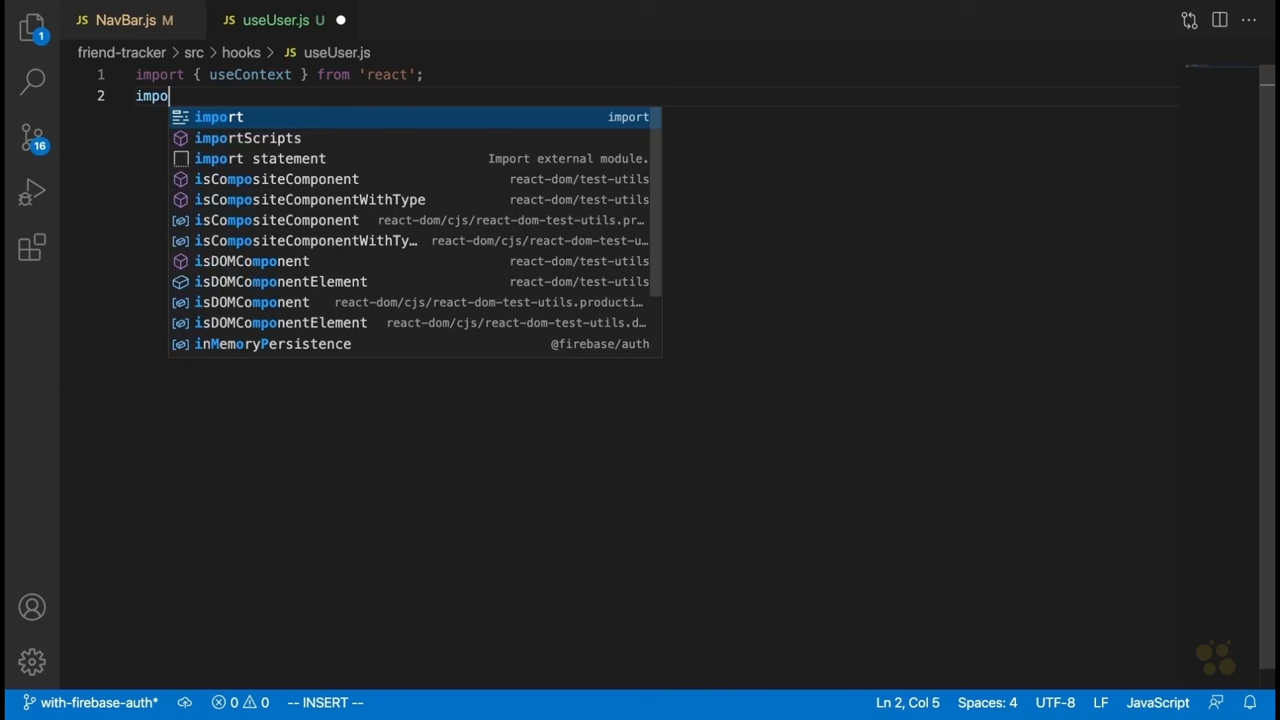 JS NavBar.js M JS useUser.js U
1
friend-tracker > src > hooks > JS useUser.js
1 import { useContext } from 'react';
2 impo
import import
importScripts
16
import statement Import external module.
isCompositeComponent react-dom/test-utils
isCompositeComponentWithType react-dom/test-utils
isCompositeComponent react-dom/cjs/react-dom-test-utils.pr…
isCompositeComponentWithTy… react-dom/cjs/react-dom-test-u…
isDOMComponent react-dom/test-utils
isDOMComponentElement react-dom/test-utils
isDOMComponent react-dom/cjs/react-dom-test-utils.producti…
isDOMComponentElement react-dom/cjs/react-dom-test-utils.d…
inMemoryPersistence @firebase/auth
with-firebase-auth* 0 0 -- INSERT -- Ln 2, Col 5 Spaces: 4 UTF-8 LF JavaScript